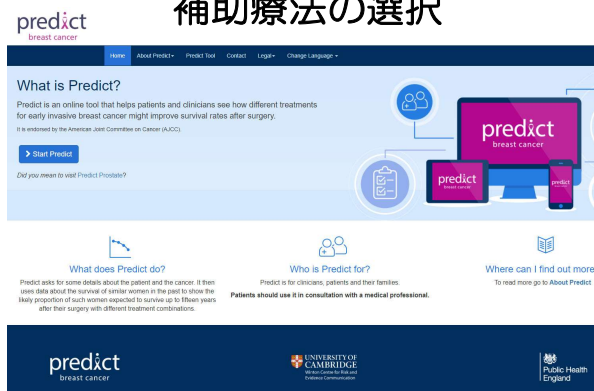 補助療法の選択
predict
breast cancer
Home About Predict Predict Tool Contact Legal Change Language
What is Predict?
Predict is an online tool that helps patients and clinicians see how different treatments
for early invasive breast cancer might improve survival rates after surgery.
It is endorsed by the American Joint Committee on Cancer (AJCC).
Start Predict
Did you mean to visit Predict Prostate?
predict
breast cancer
predict
breast cancer
predict
What does Predict do?
Predict asks for some details about the patient and the cancer. It then
uses data about the survival of similar women in the past to show the
likely proportion of such women expected to survive up to fifteen years
after their surgery with different treatment combinations.
Who is Predict for?
Predict is for clinicians, patients and their families.
Patients should use it in consultation with a medical professional.
Where can I find out more
To read more go to About Predict
predict
breast cancer
UNIVERSITY OF
CAMBRIDGE
Winton Centre for Risk and
Evidence Communication
Public Health
England